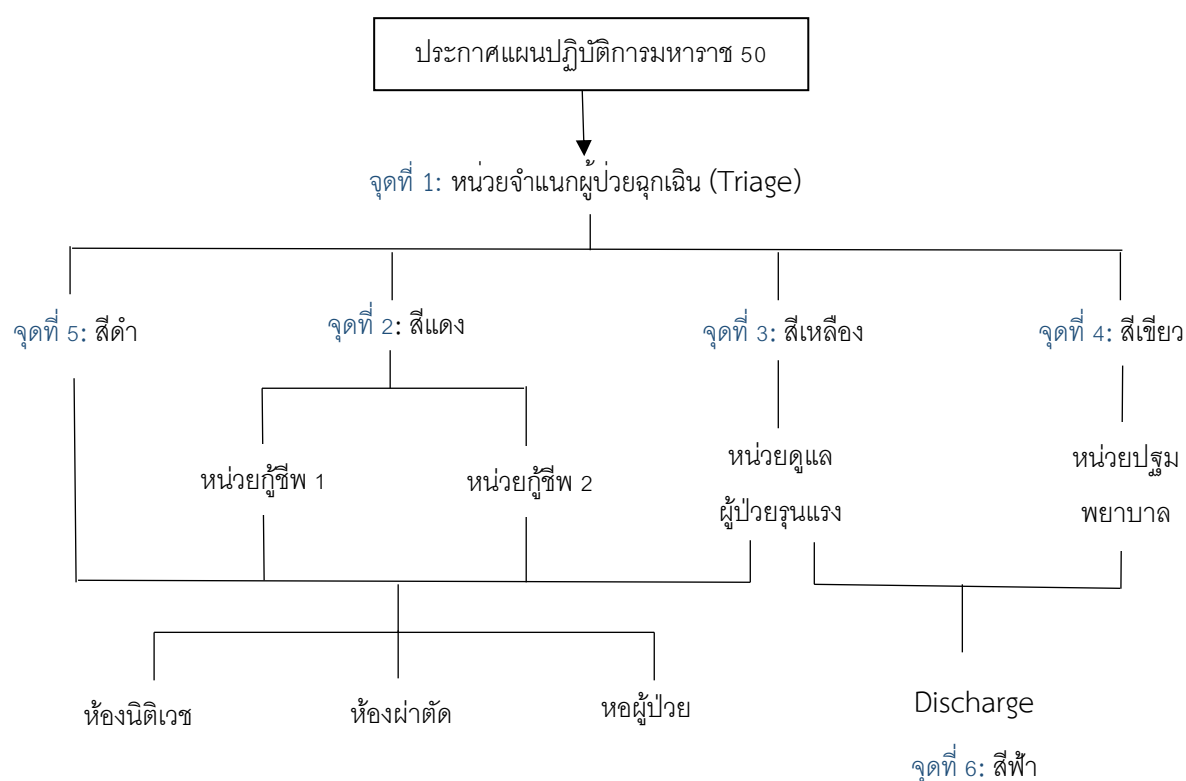 ประกาศแผนปฏิบัติการมหาราช 50
จุดที่ 1: หน่วยจำแนกผู้ป่วยฉุกเฉิน (Triage)
จุดที่ 5: สีดำ
จุดที่ 2: สีแดง
จุดที่ 3: สีเหลือง
จุดที่ 4: สีเขียว
หน่วยกู้ชีพ 1
หน่วยกู้ชีพ 2
หน่วยดูแล
ผู้ป่วยรุนแรง
หน่วยปฐม
พยาบาล
ห้องนิติเวช
ห้องผ่าตัด
หอผู้ป่วย
Discharge
จุดที่ 6: สีฟ้า